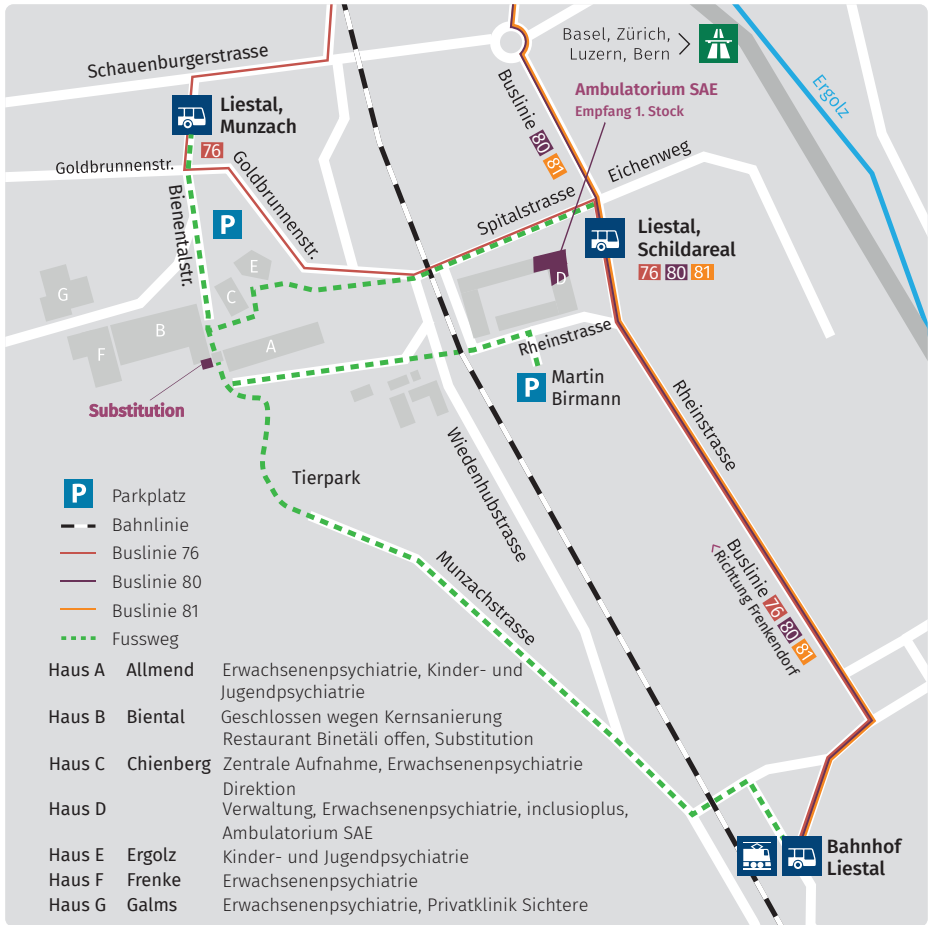 Basel, Zürich,
Luzern, Bern
Schauenburgerstrasse
Ergolz
Ambulatorium SAE
Empfang 1. Stock
Liestal,
Munzach
76
Buslinie 80
81
Goldbrunnenstr.
Goldbrunnenstr.
Eichenweg
Bienentalstr.
P
Spitalstrasse
Liestal,
Schildareal
76 80 81
E
D
G
C
B
A
F
Rheinstrasse
P
Martin
Birmann
Substitution
Rheinstrasse
Wiedenhubstrasse
Tierpark
Munzachstrasse
Buslinie 76 80 81
<Richtung Frenkendorf
P Parkplatz
Bahnlinie
Buslinie 76
Buslinie 80
Buslinie 81
Fussweg
Haus A Allmend Erwachsenenpsychiatrie, Kinder- und
Jugendpsychiatrie
Haus B Biental Geschlossen wegen Kernsanierung
Restaurant Binetäli offen, Substitution
Haus C Chienberg Zentrale Aufnahme, Erwachsenenpsychiatrie
Direktion
Haus D Verwaltung, Erwachsenenpsychiatrie, inclusioplus,
Ambulatorium SAE
Haus E Ergolz Kinder- und Jugendpsychiatrie
Haus F Frenke Erwachsenenpsychiatrie
Haus G Galms Erwachsenenpsychiatrie, Privatklinik Sichtere
Bahnhof
Liestal